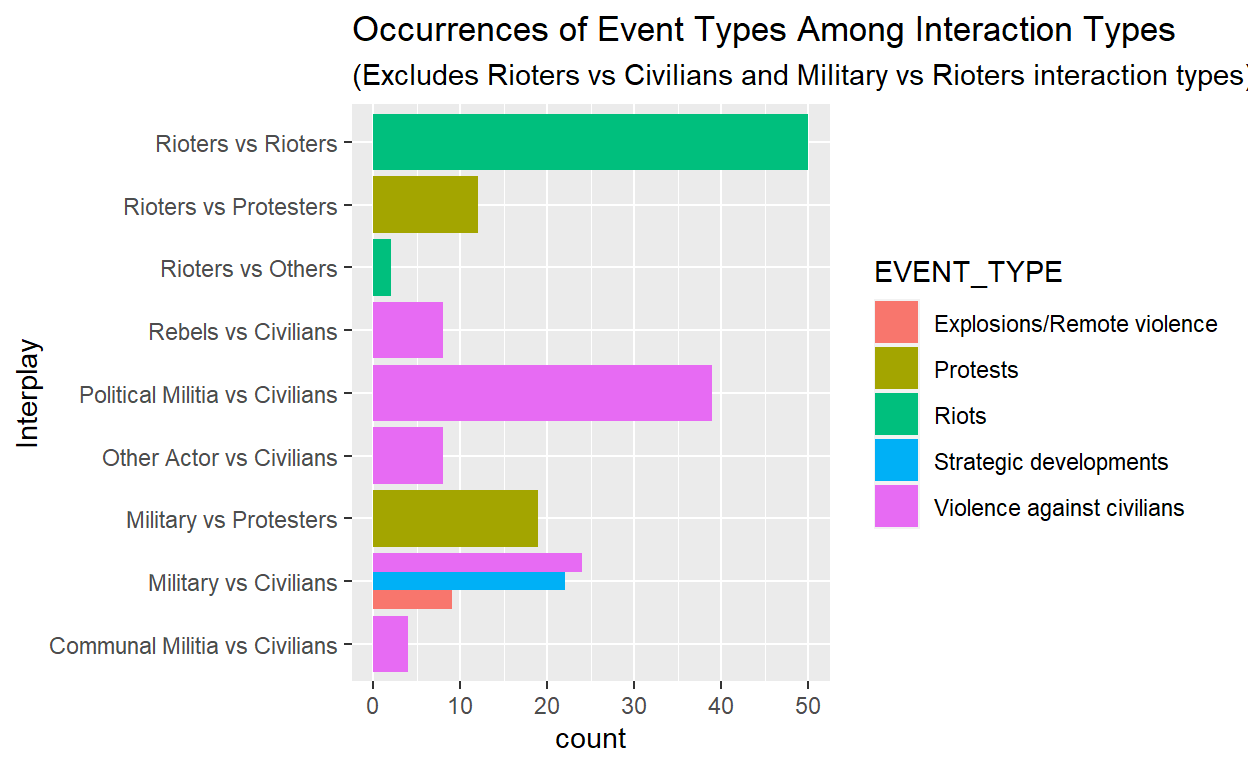 Occurrences of Event Types Among Interaction Types
(Excludes Rioters vs Civilians and Military vs Rioters interaction types)
Interplay
Rioters vs Rioters
Rioters vs Protesters
Rioters vs Others
Rebels vs Civilians
Political Militia vs Civilians
Other Actor vs Civilians
Military vs Protesters
Military vs Civilians
Communal Militia vs Civilians
0 10 20 30 40 50
count
EVENT_TYPE
Explosions/Remote violence
Protests
Riots
Strategic developments
Violence against civilians